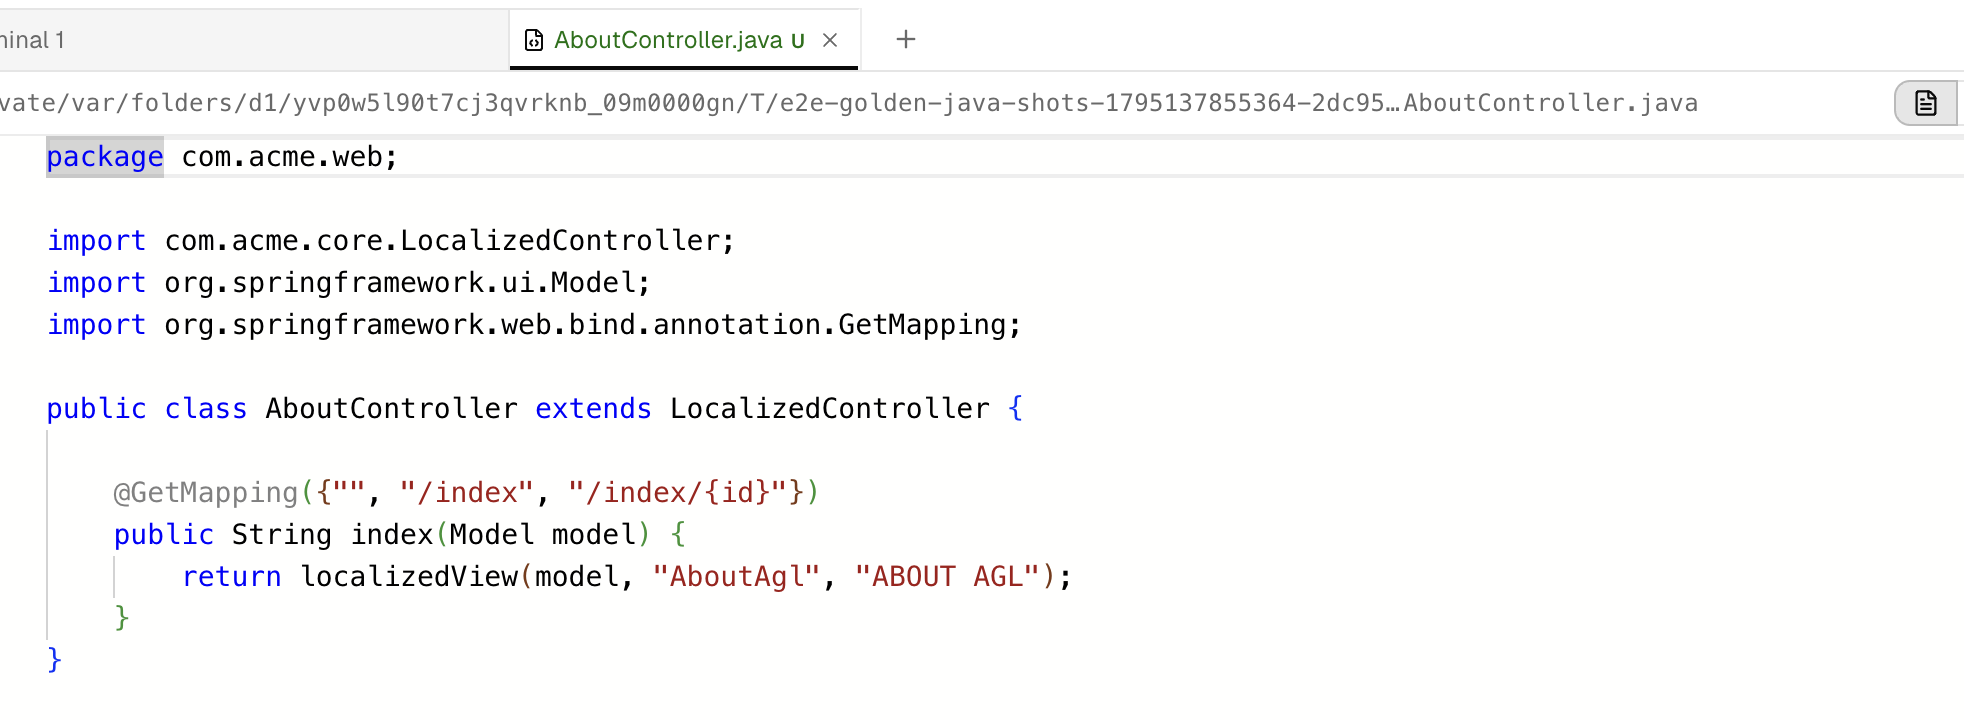 minal 1
AboutController.java U
vate/var/folders/d1/yvp0w5l90t7cj3qvrknb_09m0000gn/T/e2e-golden-java-shots-1795137855364-2dc95…AboutController.java
package com.acme.web;
import com.acme.core.LocalizedController;
import org.springframework.ui.Model;
import org.springframework.web.bind.annotation.GetMapping;
public class AboutController extends LocalizedController {
@GetMapping({"", "/index", "/index/{id}"})
public String index(Model model) {
return localizedView(model, "AboutAgl", "ABOUT AGL");
}
}